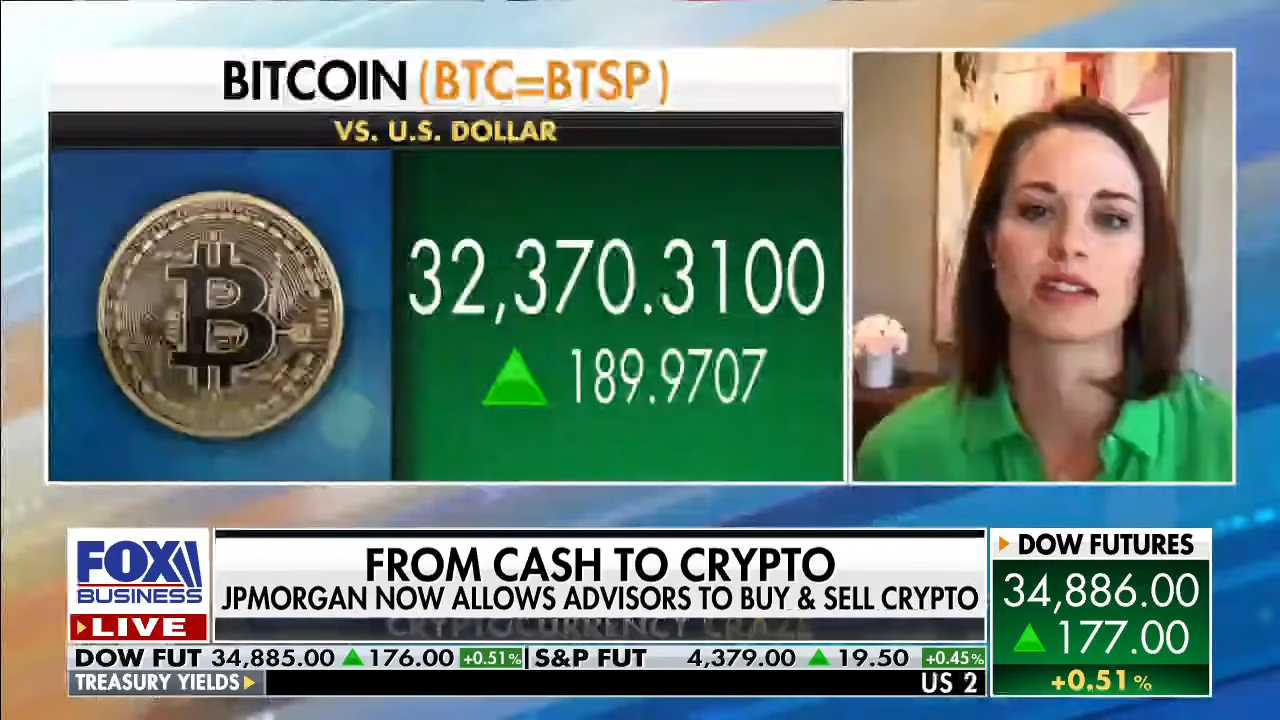 BITCOIN (BTC=BTSP)
VS. U.S. DOLLAR
32,370.3100
▲ 189.9707
FOX BUSINESS
LIVE
FROM CASH TO CRYPTO
JPMORGAN NOW ALLOWS ADVISORS TO BUY & SELL CRYPTO
CRYPTOCURRENCY CRAZE
DOW FUTURES
34,886.00
▲ 177.00
+0.51%
DOW FUT 34,885.00 ▲ 176.00 +0.51% S&P FUT 4,379.00 ▲ 19.50 +0.45%
TREASURY YIELDS US 2